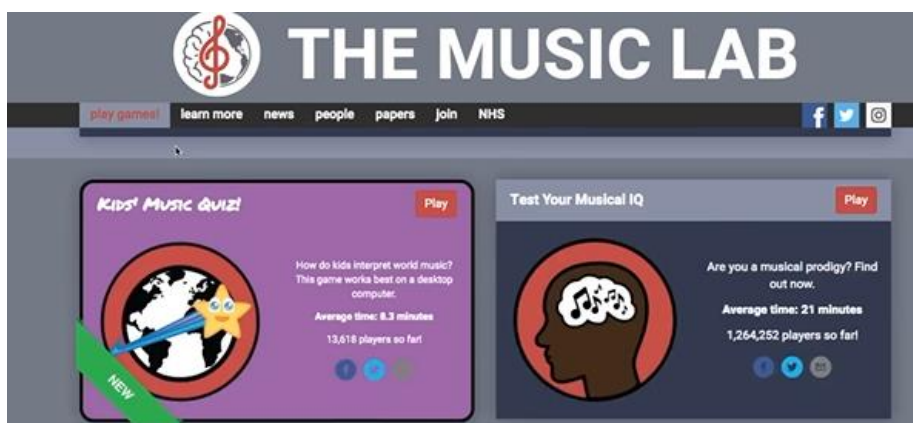 THE MUSIC LAB
play games! learn more news people papers join NHS
KIDS' MUSIC QUIZ! Play
How do kids interpret world music?
This game works best on a desktop
computer.
Average time: 8.3 minutes
13,618 players so far!
NEW
Test Your Musical IQ Play
Are you a musical prodigy? Find
out now.
Average time: 21 minutes
1,264,252 players so far!